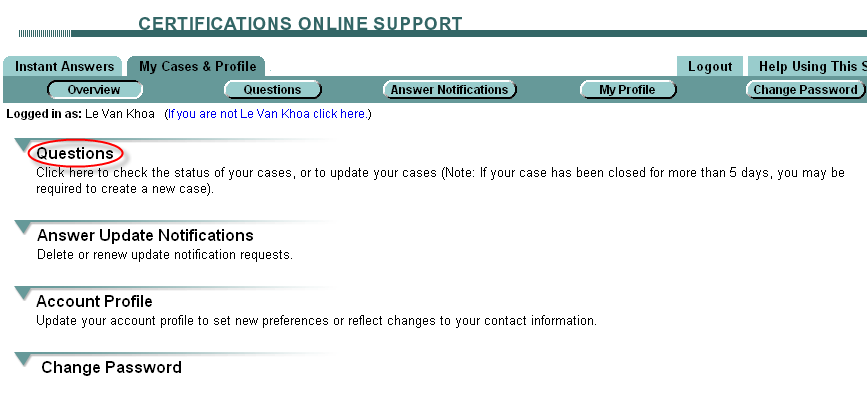 CERTIFICATIONS ONLINE SUPPORT
Instant Answers My Cases & Profile Logout Help Using This S
Overview Questions Answer Notifications My Profile Change Password
Logged in as: Le Van Khoa (If you are not Le Van Khoa click here.)
Questions
Click here to check the status of your cases, or to update your cases (Note: If your case has been closed for more than 5 days, you may be
required to create a new case).
Answer Update Notifications
Delete or renew update notification requests.
Account Profile
Update your account profile to set new preferences or reflect changes to your contact information.
Change Password